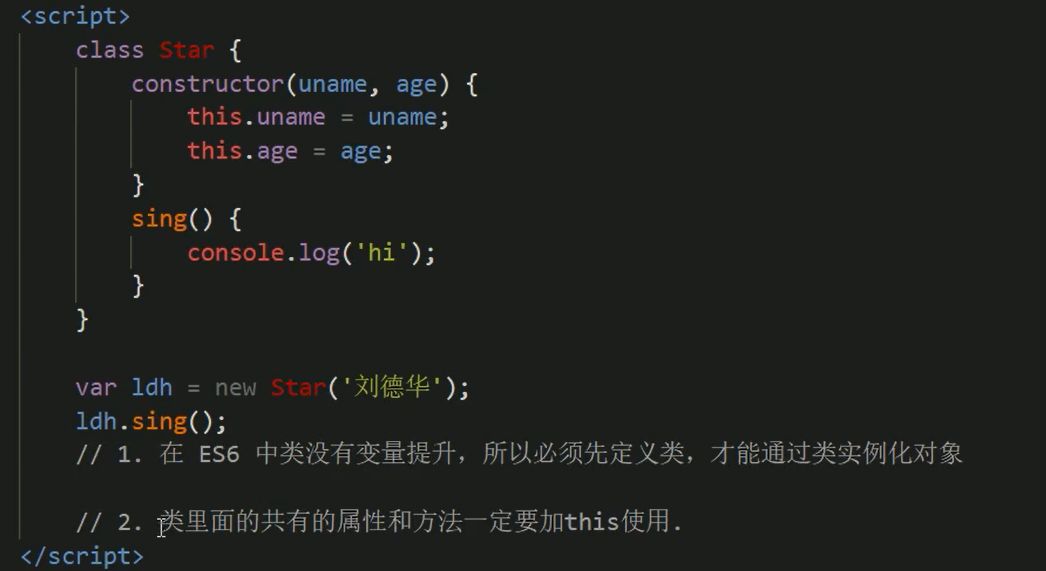 <script>
class Star {
constructor(uname, age) {
this.uname = uname;
this.age = age;
}
sing() {
console.log('hi');
}
}
var ldh = new Star('刘德华');
ldh.sing();
// 1. 在 ES6 中类没有变量提升，所以必须先定义类，才能通过类实例化对象
// 2. 类里面的共有的属性和方法一定要加this使用.
</script>